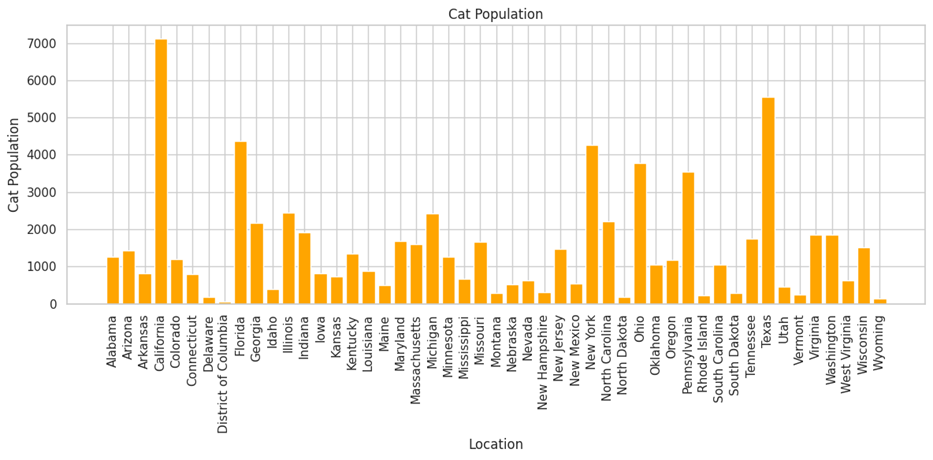 Cat Population
7000
6000
5000
4000
3000
2000
1000
0
Cat Population
Alabama
Arizona
Arkansas
California
Colorado
Connecticut
Delaware
District of Columbia
Florida
Georgia
Idaho
Illinois
Indiana
Iowa
Kansas
Kentucky
Louisiana
Maine
Maryland
Massachusetts
Michigan
Minnesota
Mississippi
Missouri
Montana
Nebraska
Nevada
New Hampshire
New Jersey
New Mexico
New York
North Carolina
North Dakota
Ohio
Oklahoma
Oregon
Pennsylvania
Rhode Island
South Carolina
South Dakota
Tennessee
Texas
Utah
Vermont
Virginia
Washington
West Virginia
Wisconsin
Wyoming
Location